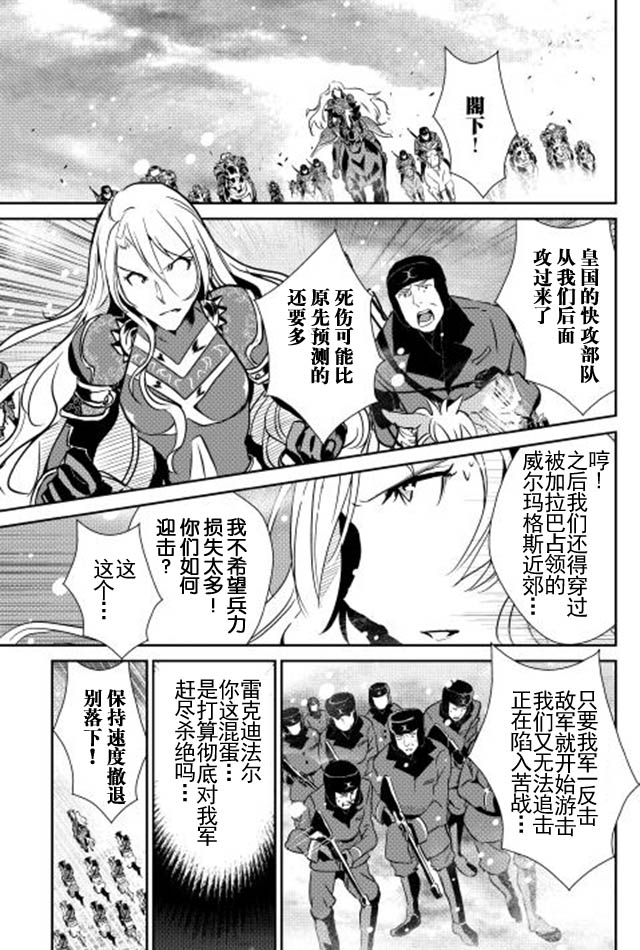 閣下！
皇国的快攻部队
从我们后面
攻过来了
死伤可能比
原先预测的
还要多
哼！
之后我们还得穿过
被加拉巴占领的
威尔玛格斯近郊…
我不希望兵力
损失太多！
你们如何
迎击？
这
这个…
只要我军一反击
敌军就开始游击
我们又无法追击
正在陷入苦战…
雷克迪法尔
你这混蛋…
是打算彻底对我军
赶尽杀绝吗…
保持速度撤退
别落下！